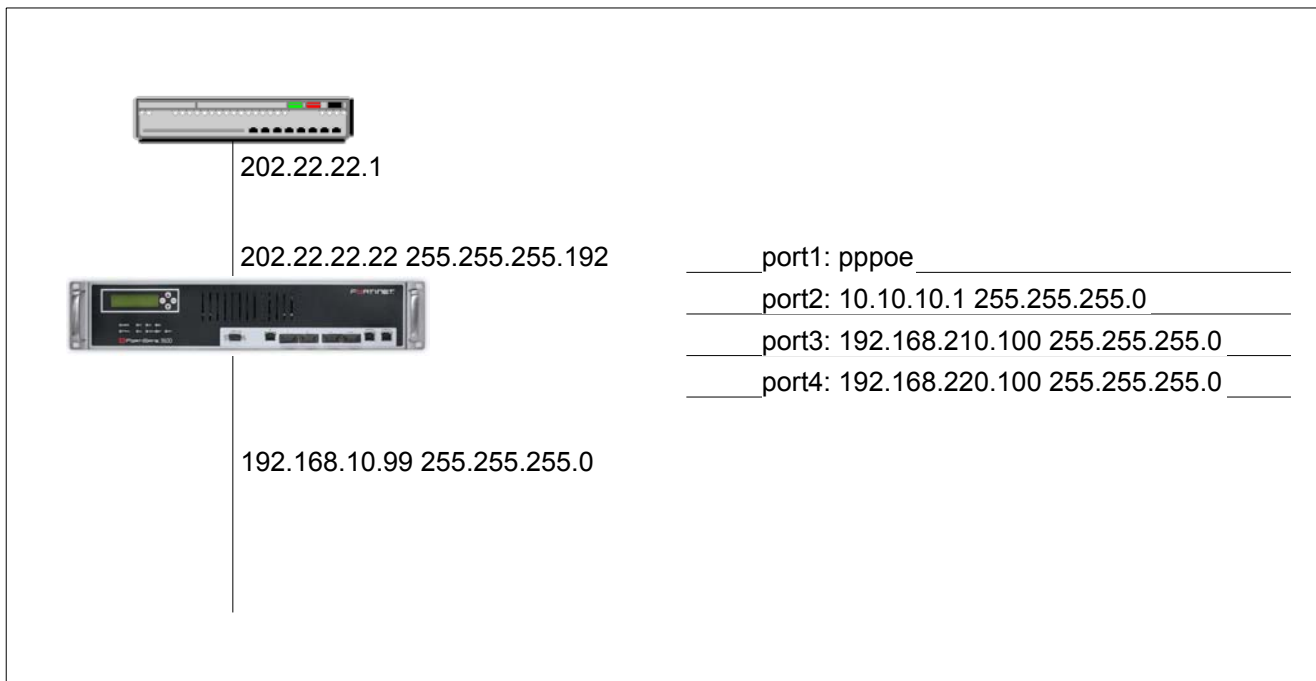 202.22.22.1
202.22.22.22 255.255.255.192
FORTINET
192.168.10.99 255.255.255.0
port1: pppoe
port2: 10.10.10.1 255.255.255.0
port3: 192.168.210.100 255.255.255.0
port4: 192.168.220.100 255.255.255.0